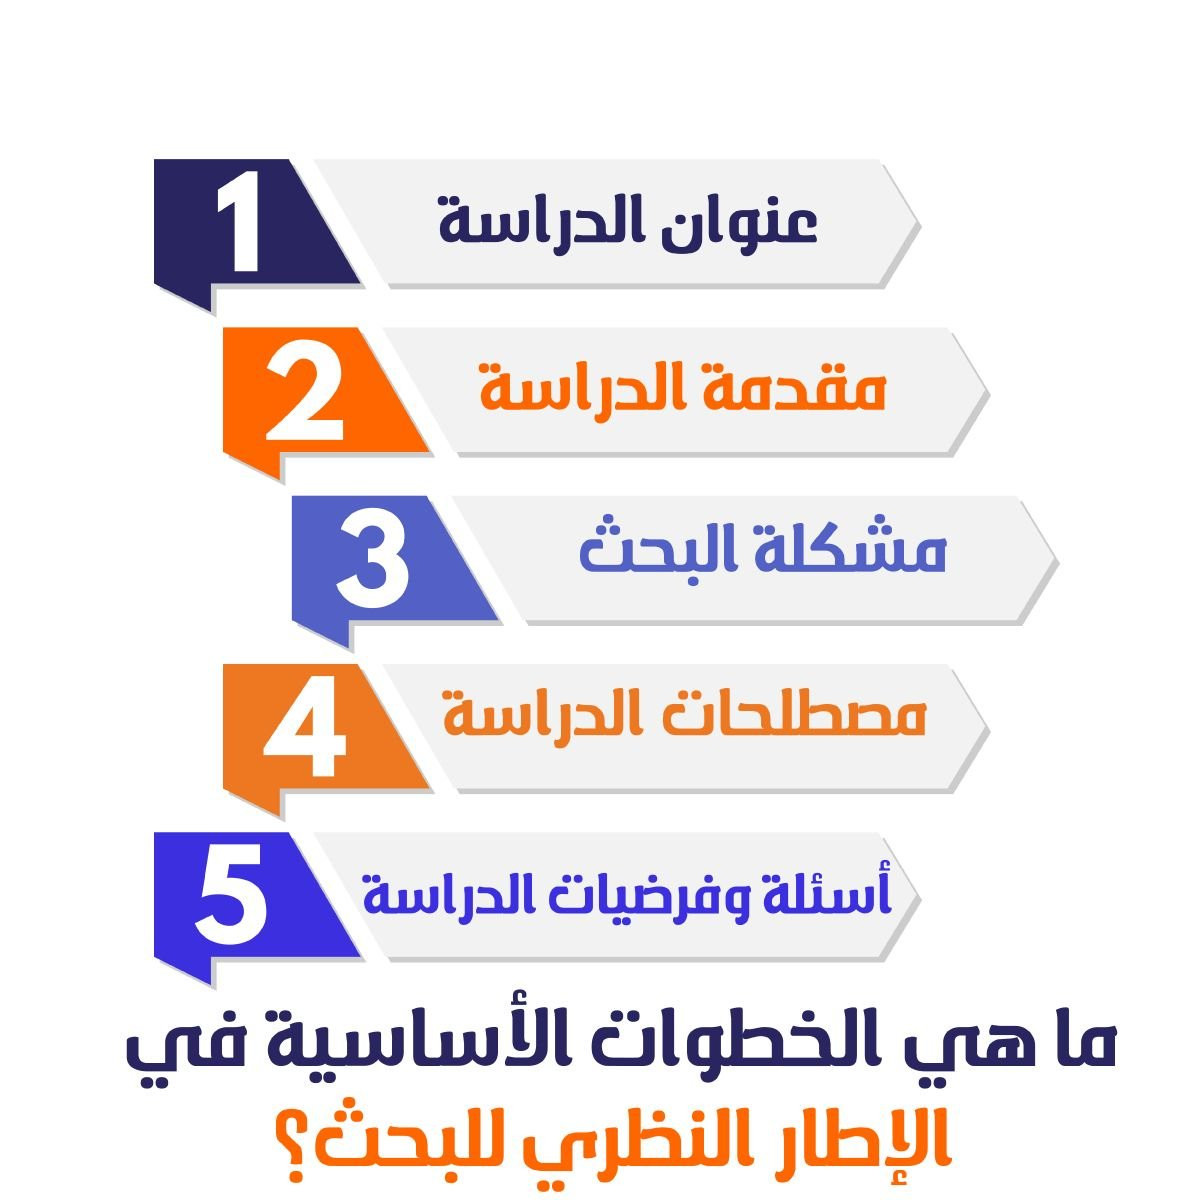 1
عنوان الدراسة
2
مقدمة الدراسة
3
مشكلة البحث
4
مصطلحات الدراسة
5
أسئلة وفرضيات الدراسة
ما هي الخطوات الأساسية في
الإطار النظري للبحث؟